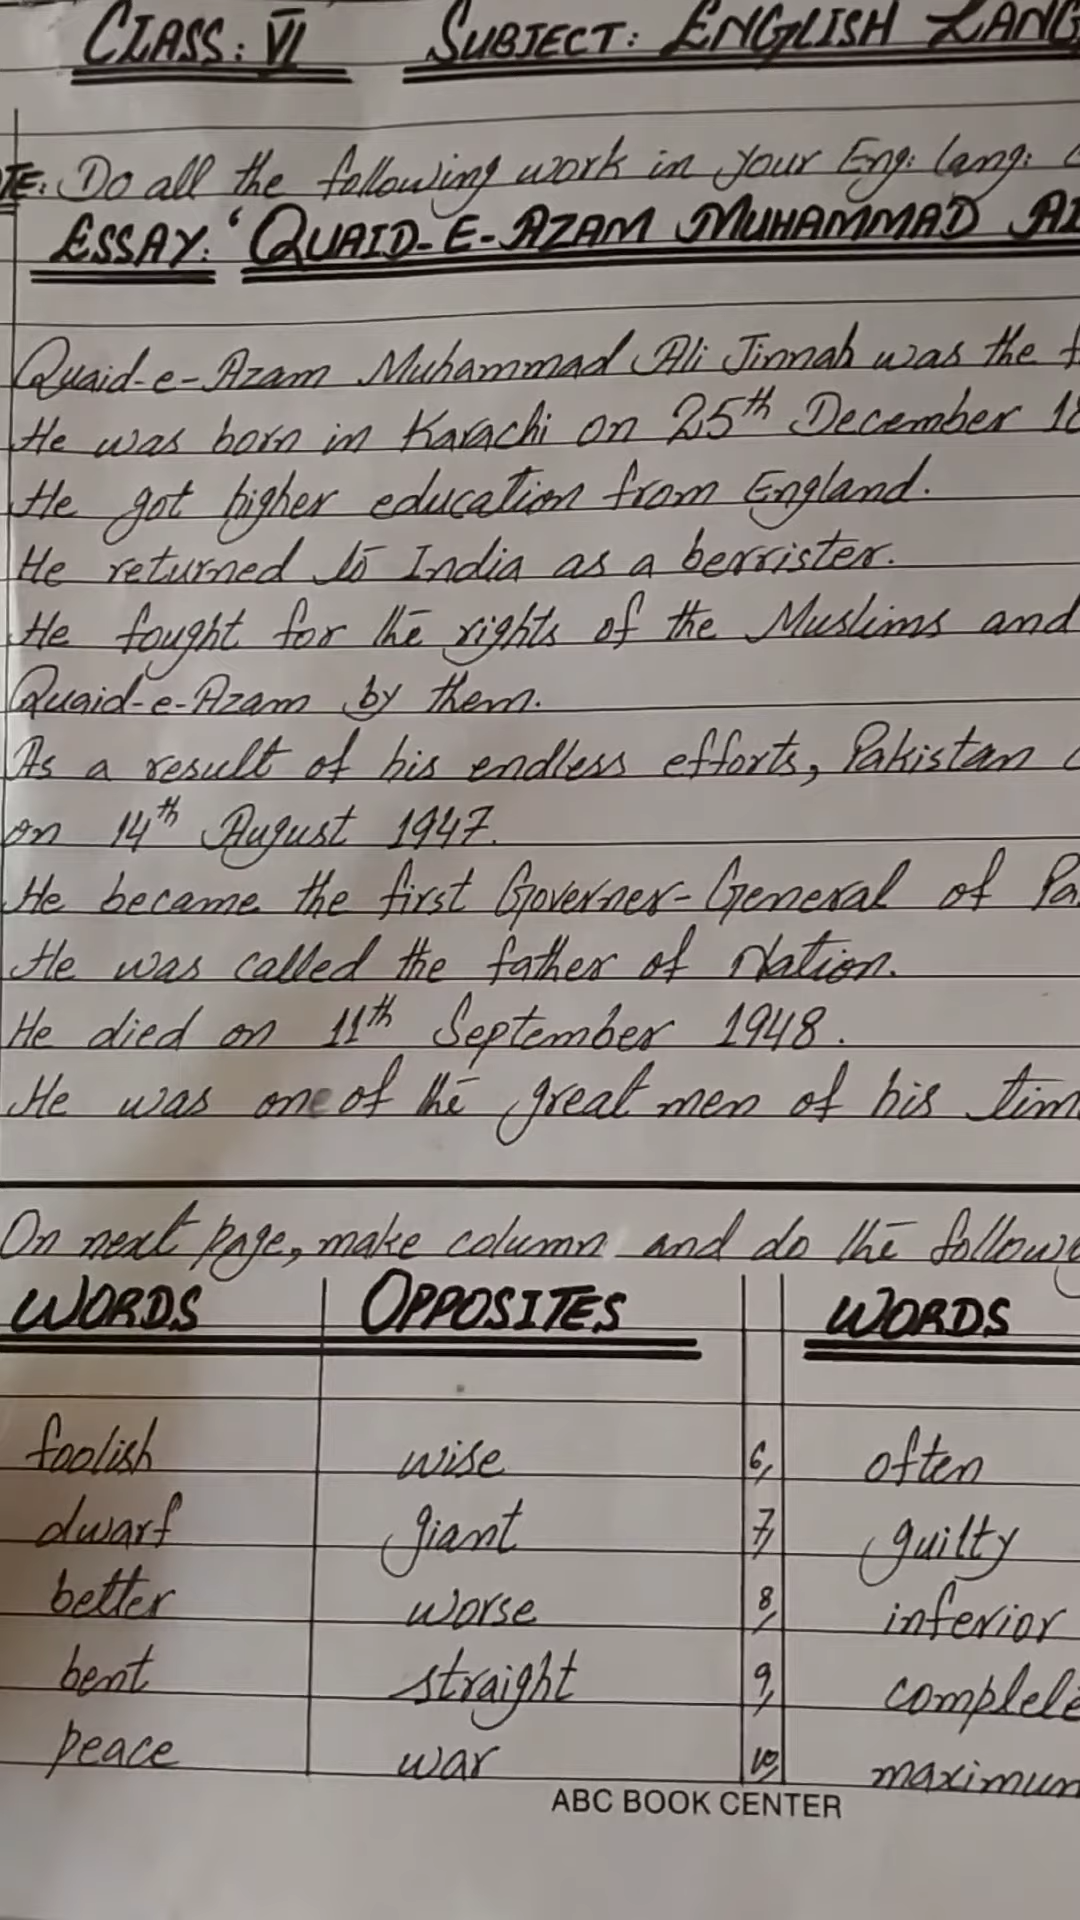 CLASS: VI SUBJECT: ENGLISH LANG
TE: Do all the following work in your Eng: lang:
ESSAY: 'QUAID-E-AZAM MUHAMMAD AL
Quaid-e-Azam Muhammad Ali Jinnah was the f
He was born in Karachi on 25th December 18
He got higher education from England.
He returned to India as a berrister.
He fought for the rights of the Muslims and
Quaid-e-Azam by them.
As a result of his endless efforts, Pakistan c
on 14th August 1947.
He became the first Governer-General of Pa
He was called the father of Nation.
He died on 11th September 1948.
He was one of the great men of his tim
On next page, make column and do the followi
WORDS OPPOSITES WORDS
foolish wise 6, often
dwarf giant 7, guilty
better worse 8, inferior
bent straight 9, complete
peace war 10, maximum
ABC BOOK CENTER